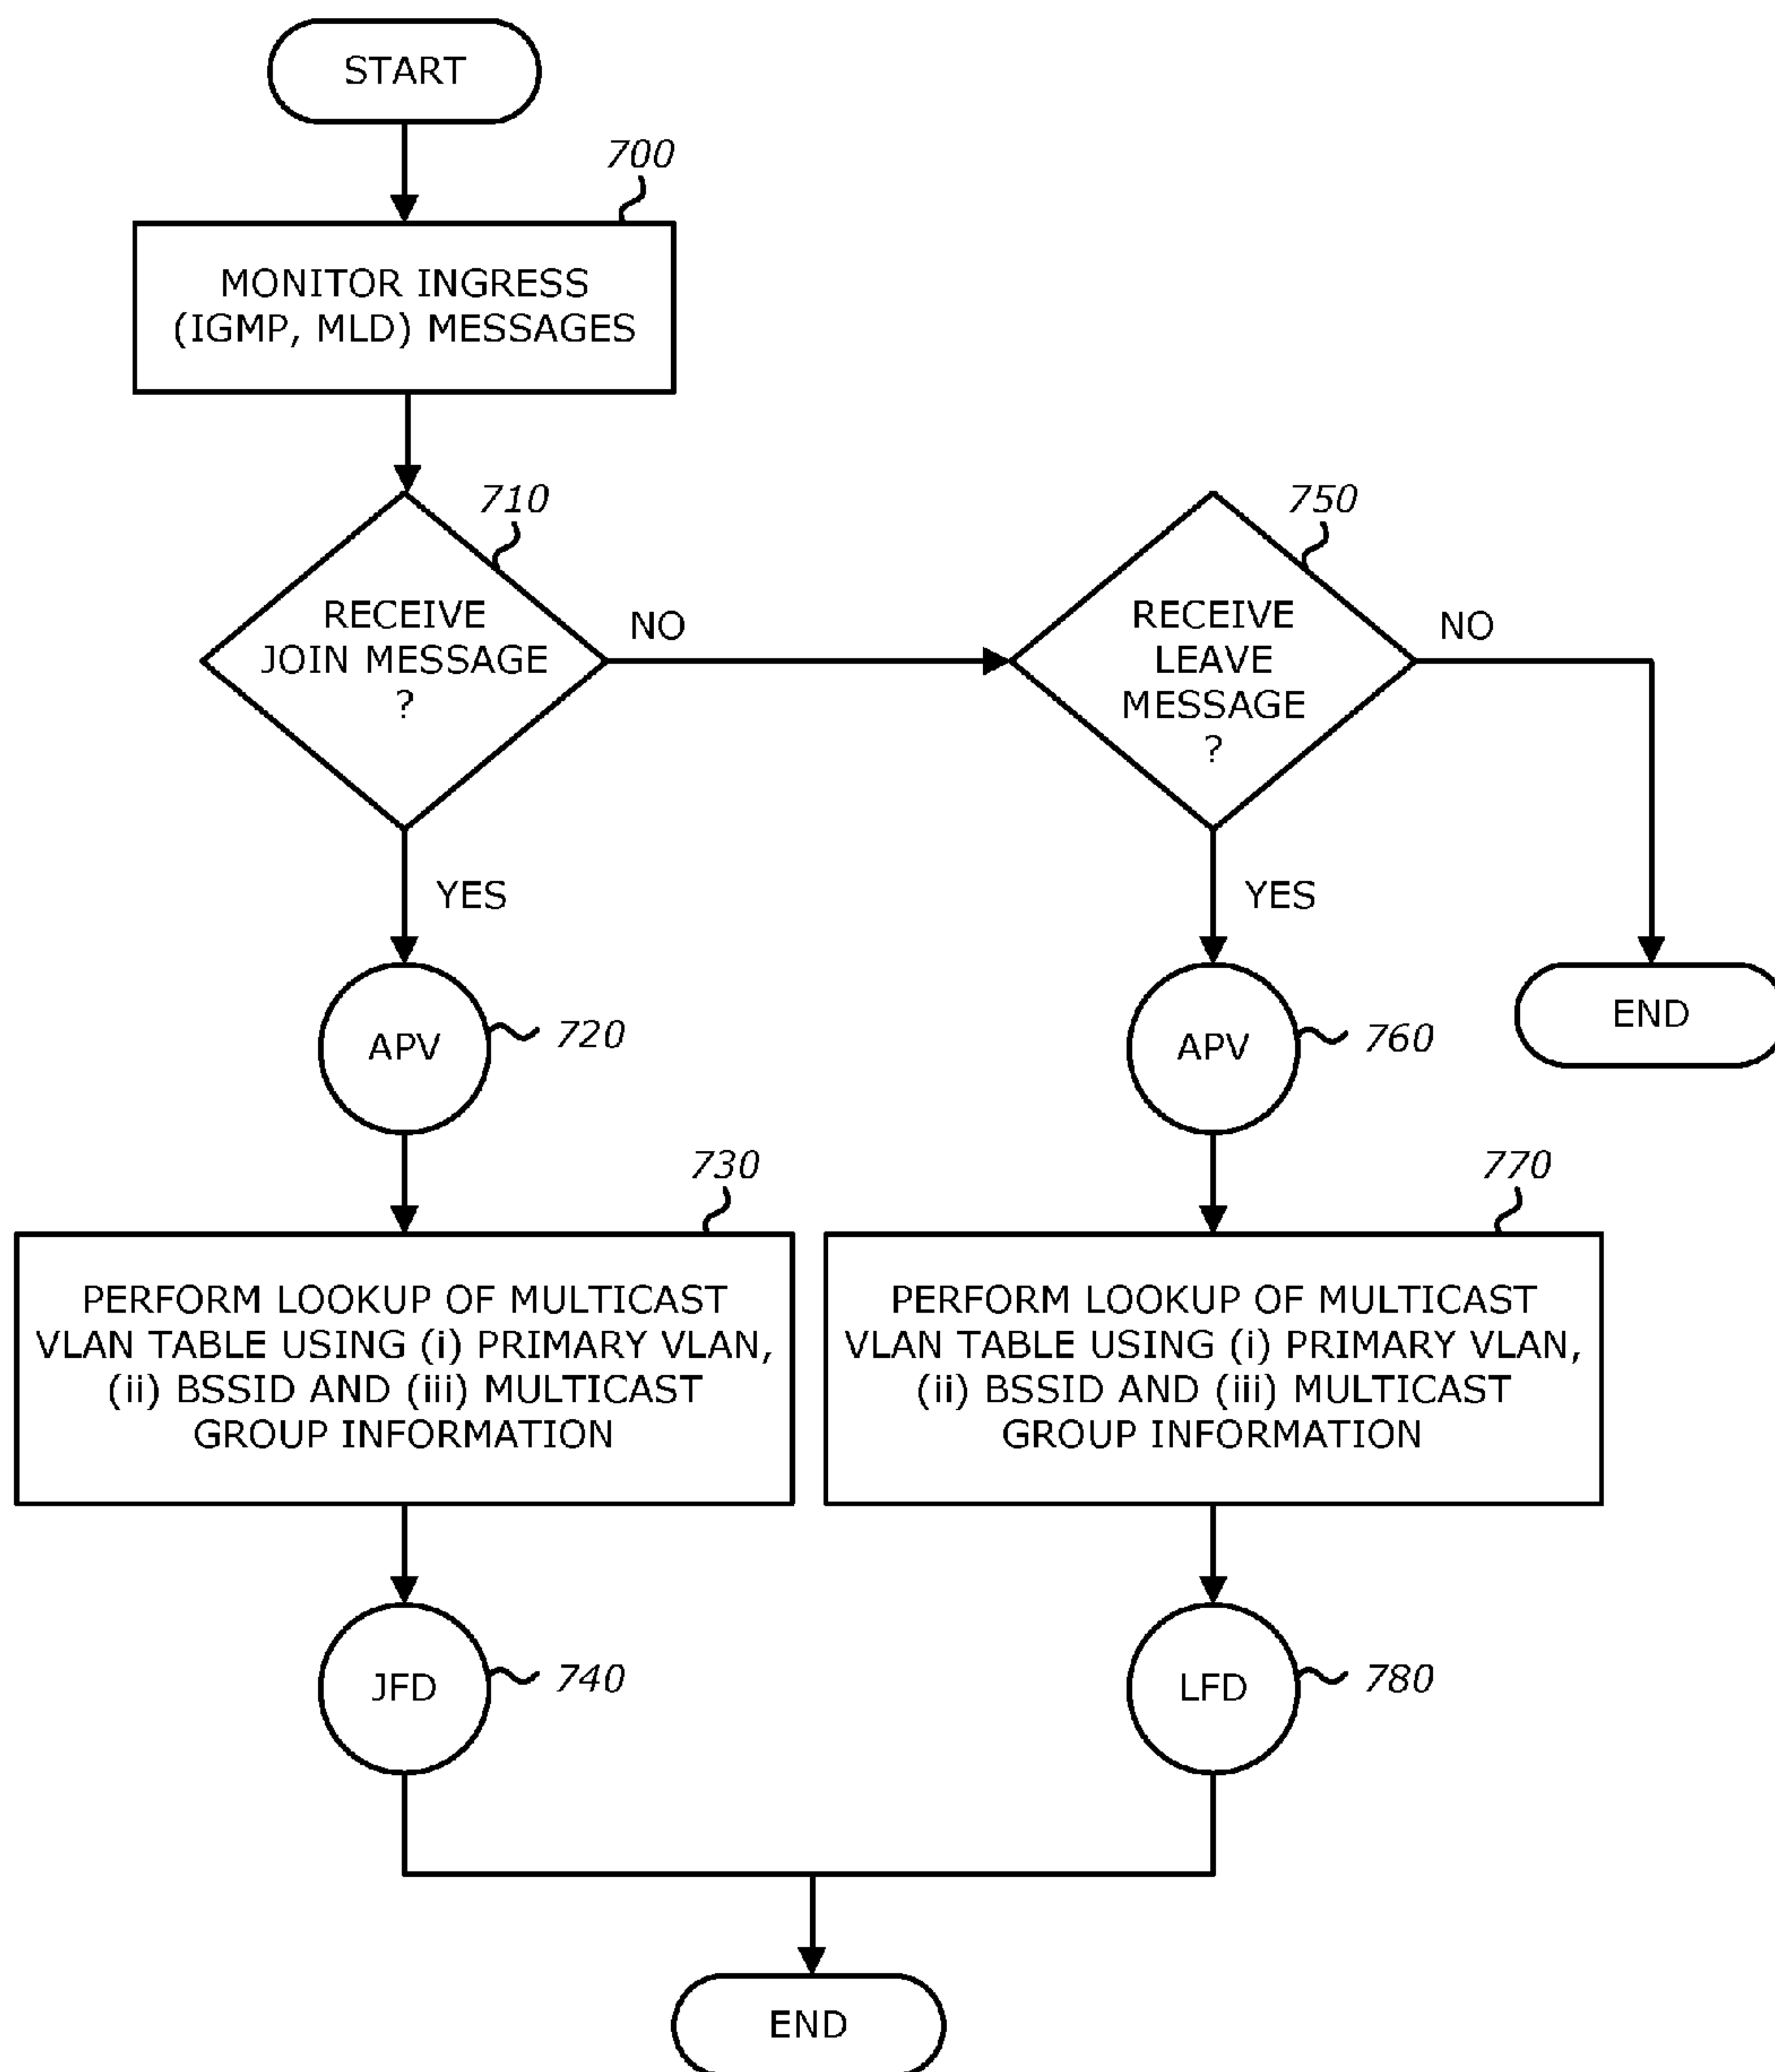 START
700
MONITOR INGRESS
(IGMP, MLD) MESSAGES
710
RECEIVE
JOIN MESSAGE
?
NO
750
RECEIVE
LEAVE
MESSAGE
?
NO
YES
YES
APV
720
APV
760
END
730
PERFORM LOOKUP OF MULTICAST
VLAN TABLE USING (i) PRIMARY VLAN,
(ii) BSSID AND (iii) MULTICAST
GROUP INFORMATION
770
PERFORM LOOKUP OF MULTICAST
VLAN TABLE USING (i) PRIMARY VLAN,
(ii) BSSID AND (iii) MULTICAST
GROUP INFORMATION
JFD
740
LFD
780
END